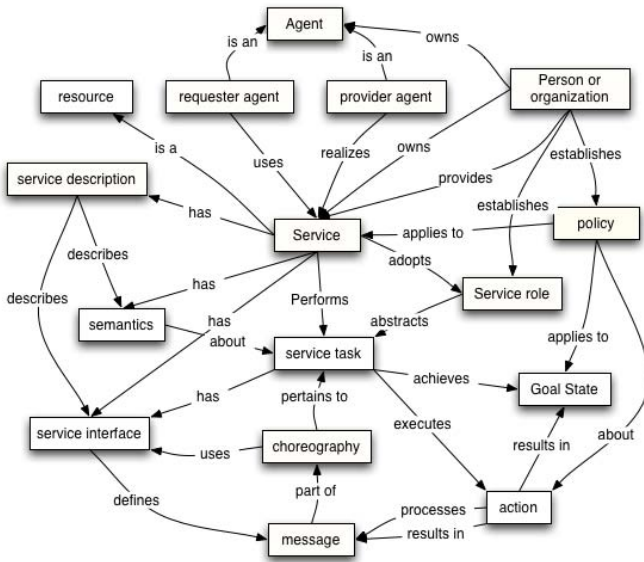 Agent
is an
owns
is an
resource
requester agent
provider agent
Person or
organization
is a
uses
realizes
owns
establishes
service description
provides
has
establishes
Service
applies to
policy
describes
adopts
has
Service role
describes
Performs
semantics
has
about
abstracts
applies to
service task
achieves
Goal State
has
pertains to
executes
service interface
uses
choreography
results in
about
defines
part of
processes
action
message
results in